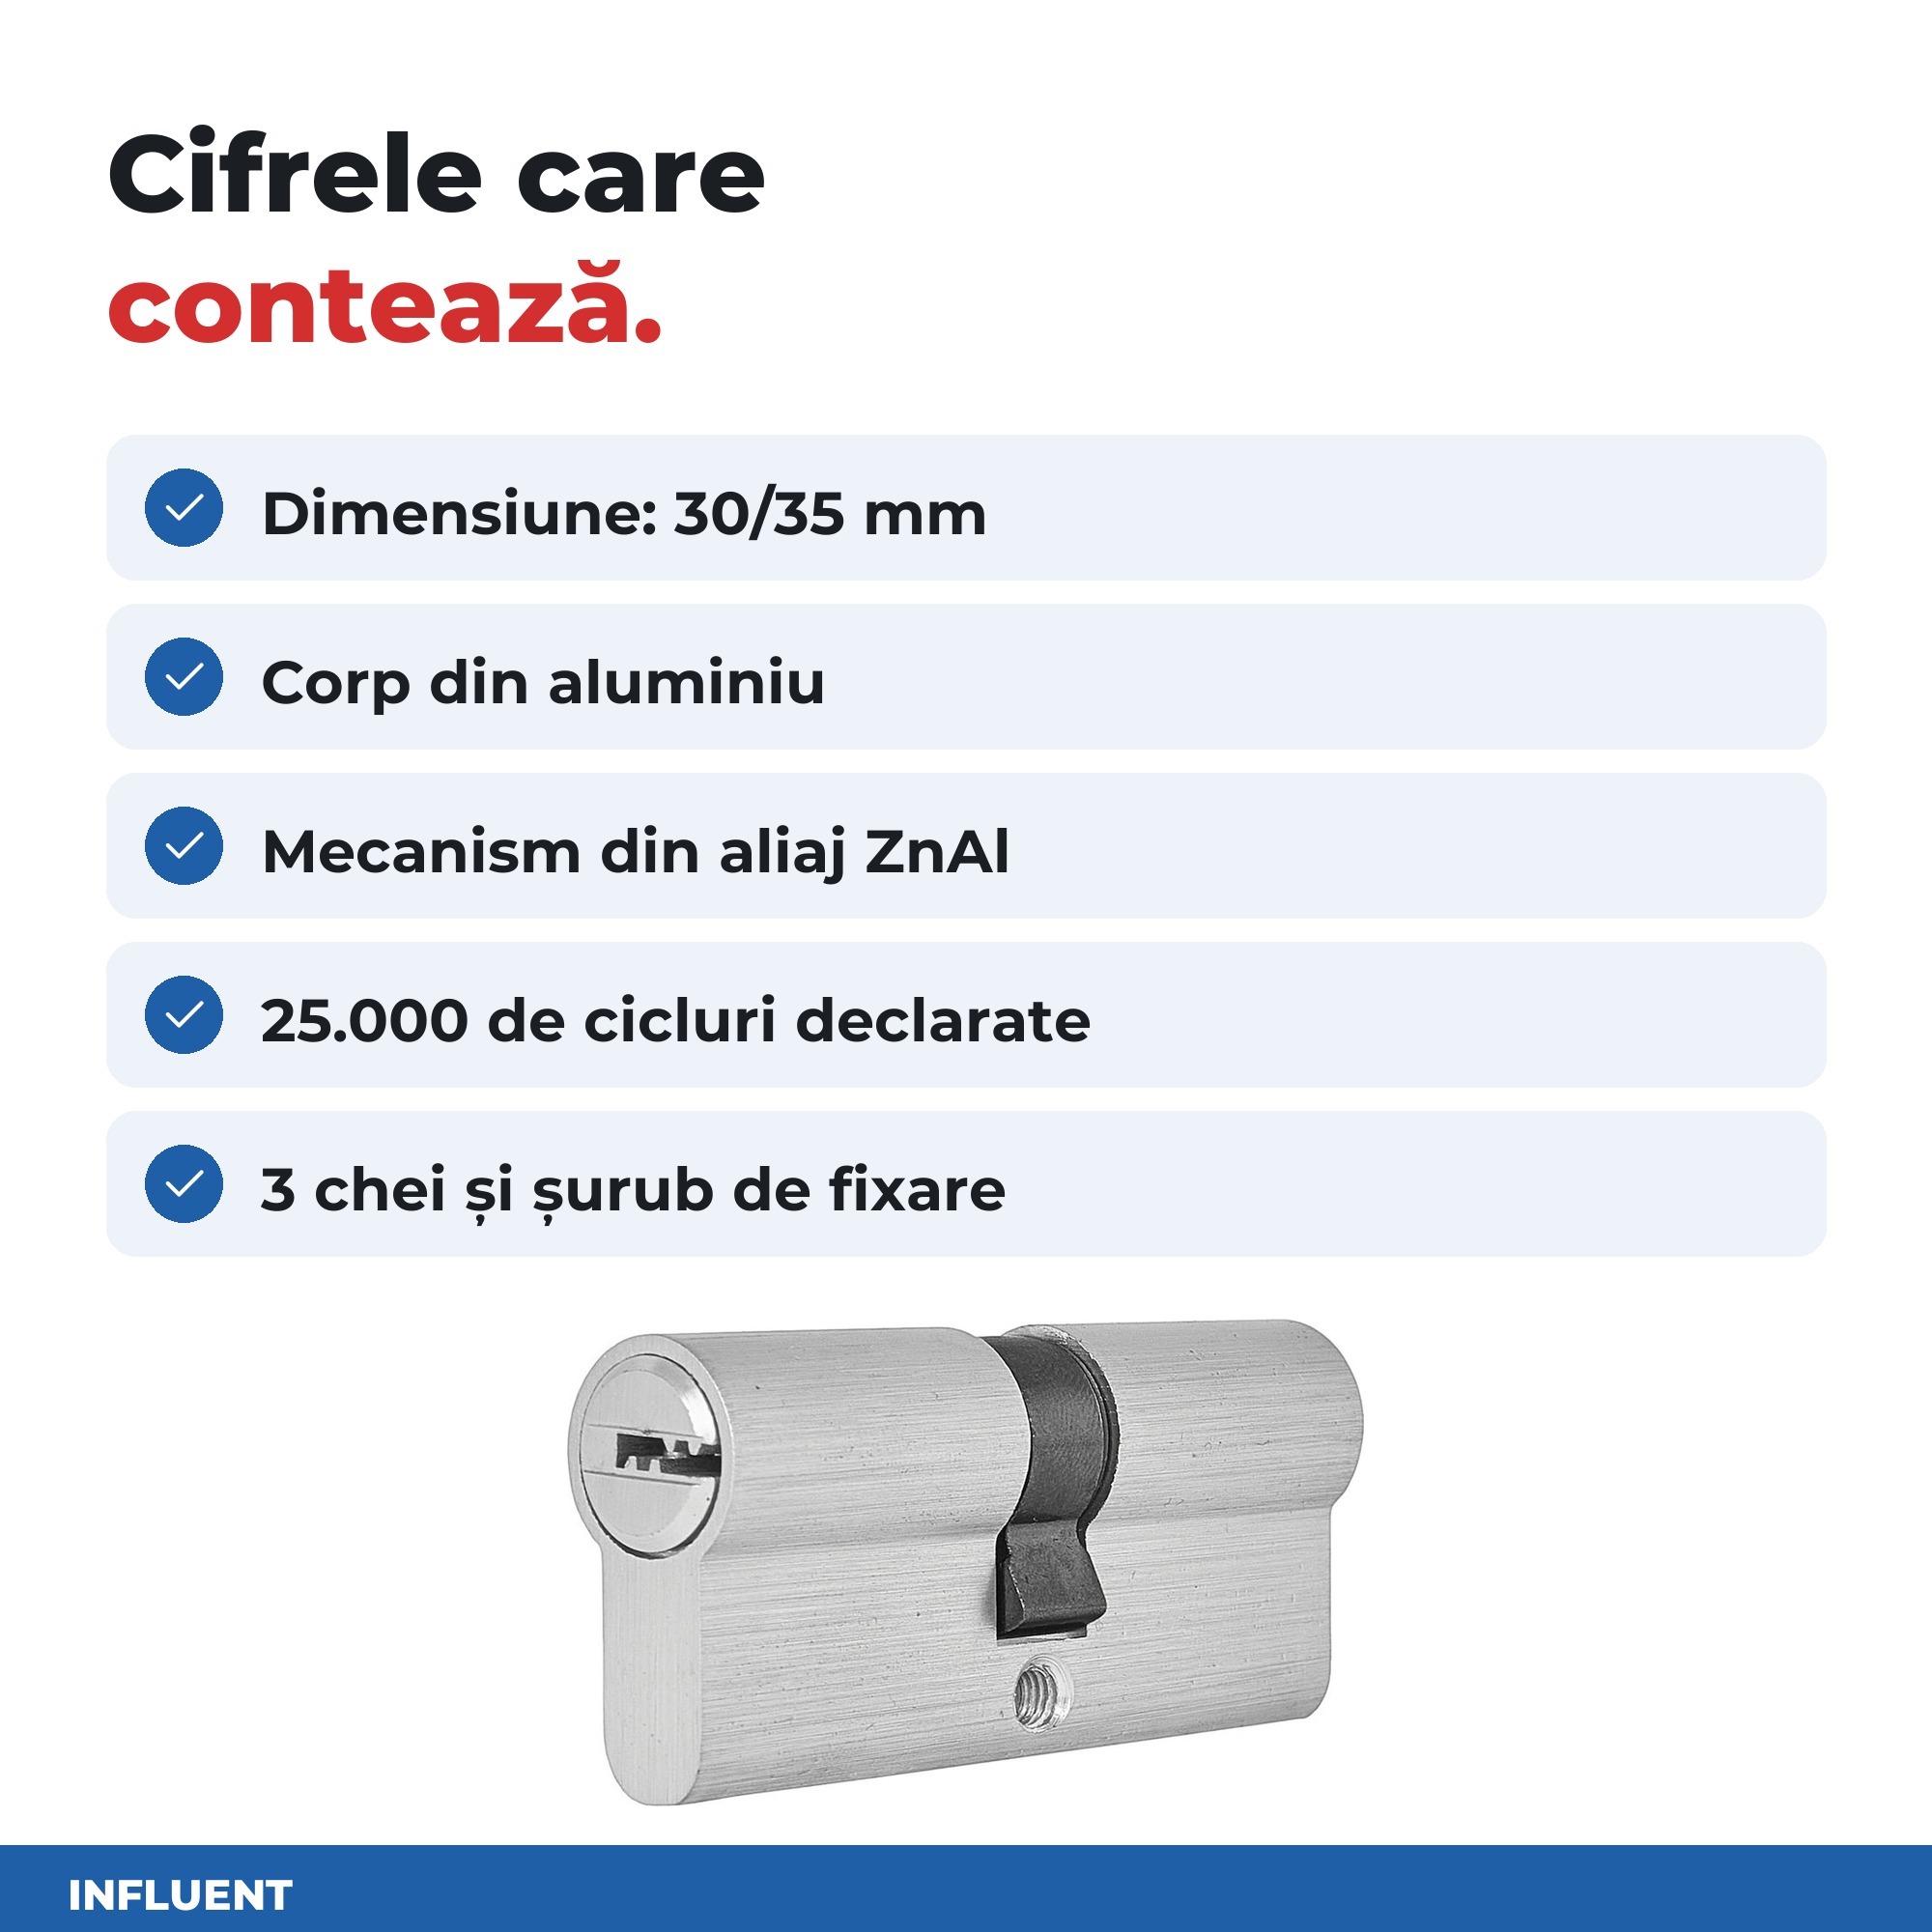 Cifrele care
contează.
Dimensiune: 30/35 mm
Corp din aluminiu
Mecanism din aliaj ZnAl
25.000 de cicluri declarate
3 chei și șurub de fixare
INFLUENT